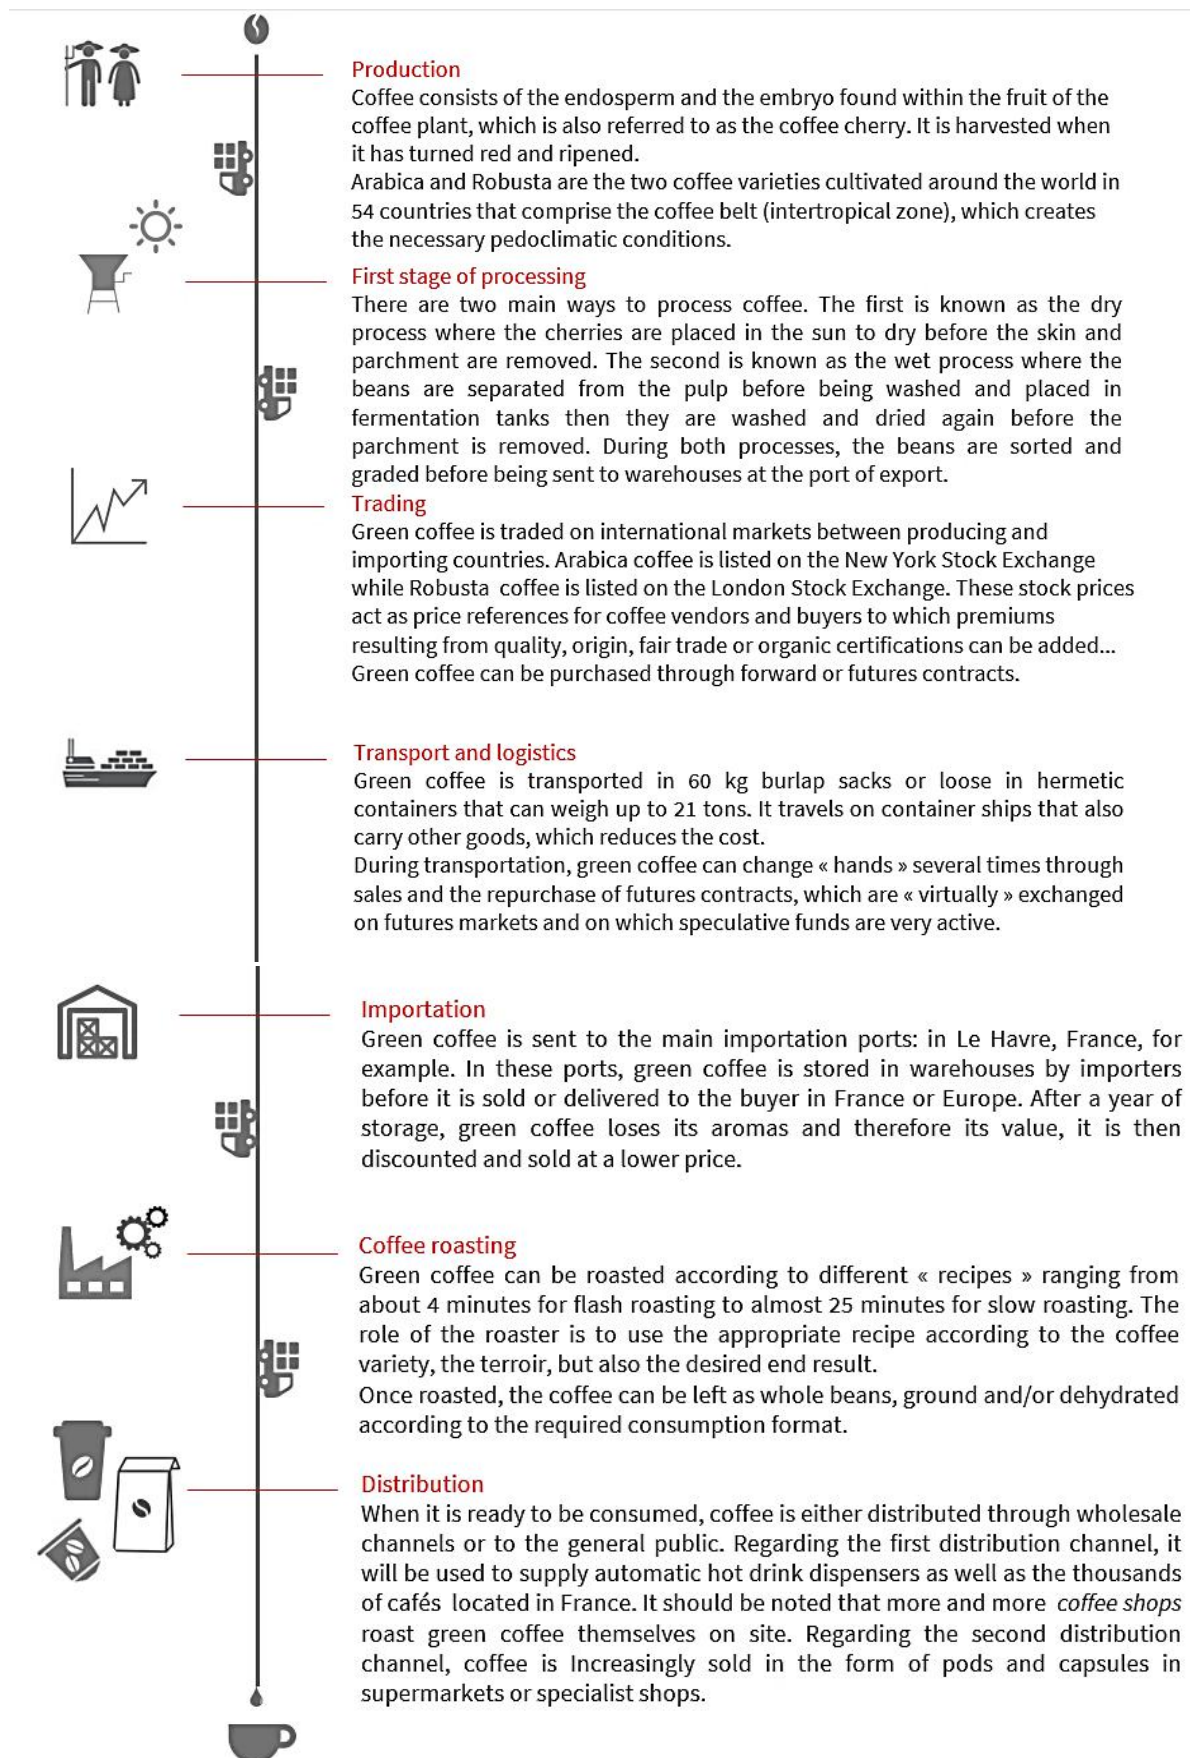 Production
Coffee consists of the endosperm and the embryo found within the fruit of the
coffee plant, which is also referred to as the coffee cherry. It is harvested when
it has turned red and ripened.
Arabica and Robusta are the two coffee varieties cultivated around the world in
54 countries that comprise the coffee belt (intertropical zone), which creates
the necessary pedoclimatic conditions.
First stage of processing
There are two main ways to process coffee. The first is known as the dry
process where the cherries are placed in the sun to dry before the skin and
parchment are removed. The second is known as the wet process where the
beans are separated from the pulp before being washed and placed in
fermentation tanks then they are washed and dried again before the
parchment is removed. During both processes, the beans are sorted and
graded before being sent to warehouses at the port of export.
Trading
Green coffee is traded on international markets between producing and
importing countries. Arabica coffee is listed on the New York Stock Exchange
while Robusta coffee is listed on the London Stock Exchange. These stock prices
act as price references for coffee vendors and buyers to which premiums
resulting from quality, origin, fair trade or organic certifications can be added...
Green coffee can be purchased through forward or futures contracts.
Transport and logistics
Green coffee is transported in 60 kg burlap sacks or loose in hermetic
containers that can weigh up to 21 tons. It travels on container ships that also
carry other goods, which reduces the cost.
During transportation, green coffee can change « hands » several times through
sales and the repurchase of futures contracts, which are « virtually » exchanged
on futures markets and on which speculative funds are very active.
Importation
Green coffee is sent to the main importation ports: in Le Havre, France, for
example. In these ports, green coffee is stored in warehouses by importers
before it is sold or delivered to the buyer in France or Europe. After a year of
storage, green coffee loses its aromas and therefore its value, it is then
discounted and sold at a lower price.
Coffee roasting
Green coffee can be roasted according to different « recipes » ranging from
about 4 minutes for flash roasting to almost 25 minutes for slow roasting. The
role of the roaster is to use the appropriate recipe according to the coffee
variety, the terroir, but also the desired end result.
Once roasted, the coffee can be left as whole beans, ground and/or dehydrated
according to the required consumption format.
Distribution
When it is ready to be consumed, coffee is either distributed through wholesale
channels or to the general public. Regarding the first distribution channel, it
will be used to supply automatic hot drink dispensers as well as the thousands
of cafés located in France. It should be noted that more and more coffee shops
roast green coffee themselves on site. Regarding the second distribution
channel, coffee is Increasingly sold in the form of pods and capsules in
supermarkets or specialist shops.